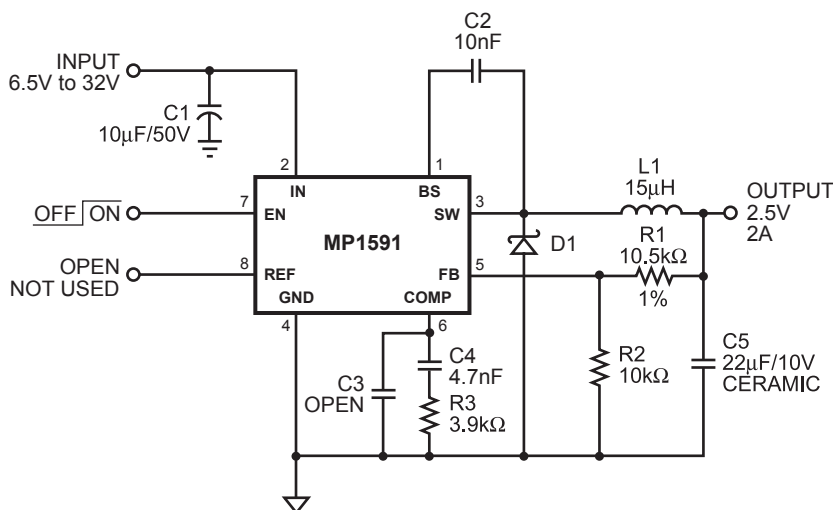 INPUT
6.5V to 32V
C1
10µF/50V
C2
10nF
2
1
IN
BS
7
EN
SW
3
OFF ON
MP1591
D1
L1
15µH
OUTPUT
2.5V
2A
OPEN
NOT USED
8
REF
FB
5
R1
10.5kΩ
1%
GND
COMP
4
6
C3
OPEN
C4
4.7nF
R3
3.9kΩ
R2
10kΩ
C5
22µF/10V
CERAMIC